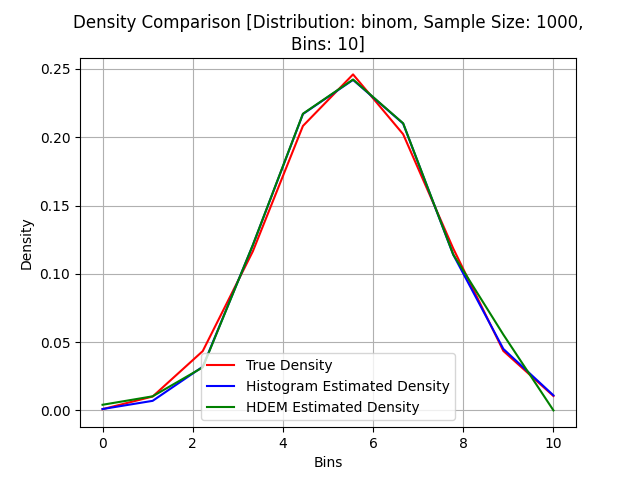 Density Comparison [Distribution: binom, Sample Size: 1000,
Bins: 10]
0.25
0.20
0.15
0.10
0.05
0.00
Density
True Density
Histogram Estimated Density
HDEM Estimated Density
0 2 4 6 8 10
Bins